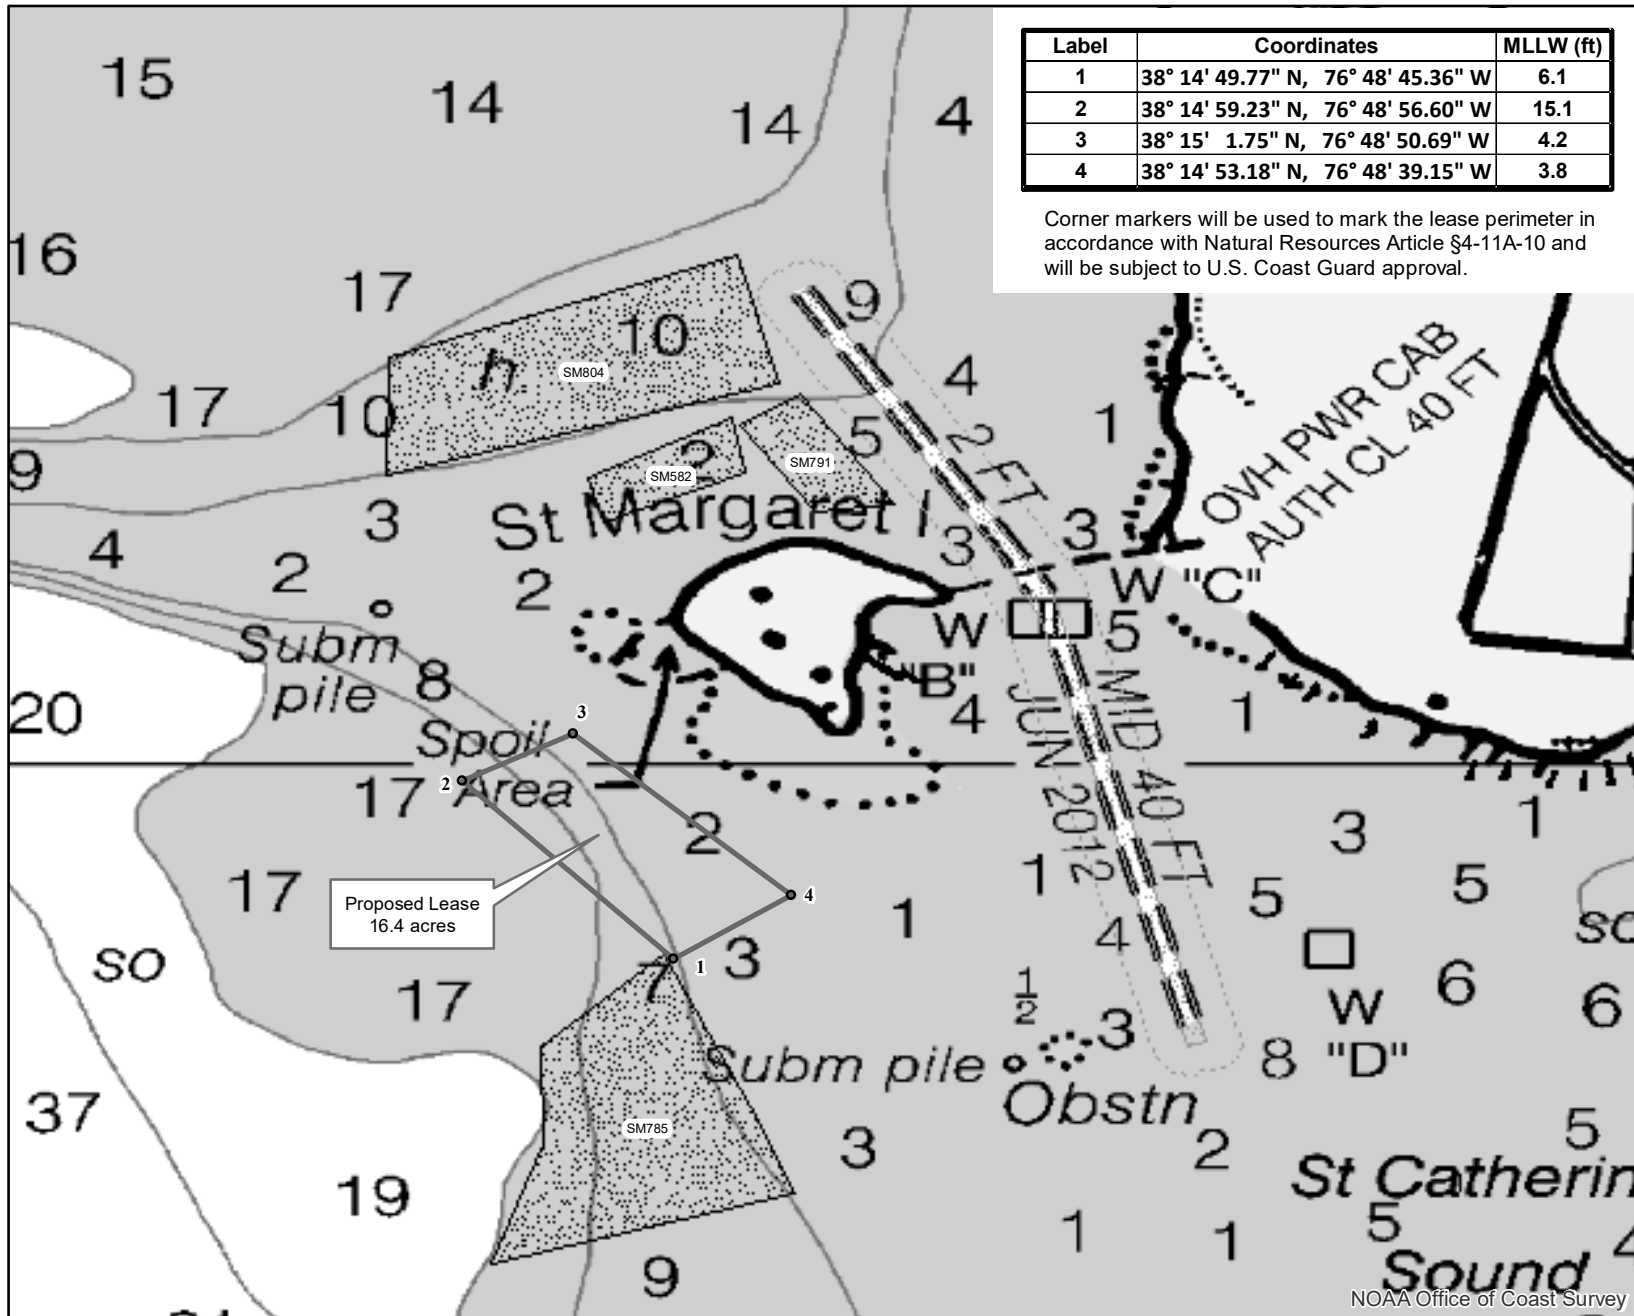 Label Coordinates MLLW (ft)
1 38° 14' 49.77" N, 76° 48' 45.36" W 6.1
2 38° 14' 59.23" N, 76° 48' 56.60" W 15.1
3 38° 15' 1.75" N, 76° 48' 50.69" W 4.2
4 38° 14' 53.18" N, 76° 48' 39.15" W 3.8
Corner markers will be used to mark the lease perimeter in
accordance with Natural Resources Article §4-11A-10 and
will be subject to U.S. Coast Guard approval.
15
14
14
4
16
17
9
10
h
SM804
4
17
10
5
1
OVH PWR CAB
AUTH CL 40 FT
9
2
SM582
SM791
2 FT
3
St Margaret I
3
3
4
2
2
W "C"
W
"B"
5
Subm
pile
8
20
4
MID 40 FT
JUN 2012
1
3
Spoil
Area
2
17
2
3
1
17
Proposed Lease
16.4 acres
4
1
1
5
5
4
so
so
1
7
3
17
1
2
6
6
W
"D"
3
8
Subm pile
Obstn
37
SM785
3
2
5
19
St Catherin
1
1
5
4
9
Sound
NOAA Office of Coast Survey